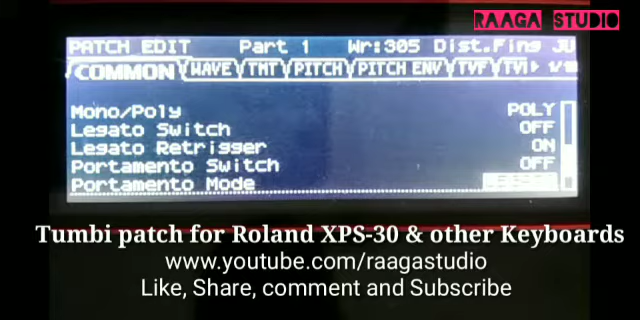 RAAGA STUDIO
PATCH EDIT Part 1 Wr:305 Dist.Fing JU
COMMON WAVE TMT PITCH PITCH ENV TVF
Mono/Poly POLY
Legato Switch OFF
Legato Retrigger ON
Portamento Switch OFF
Portamento Mode
Tumbi patch for Roland XPS-30 & other Keyboards
www.youtube.com/raagastudio
Like, Share, comment and Subscribe